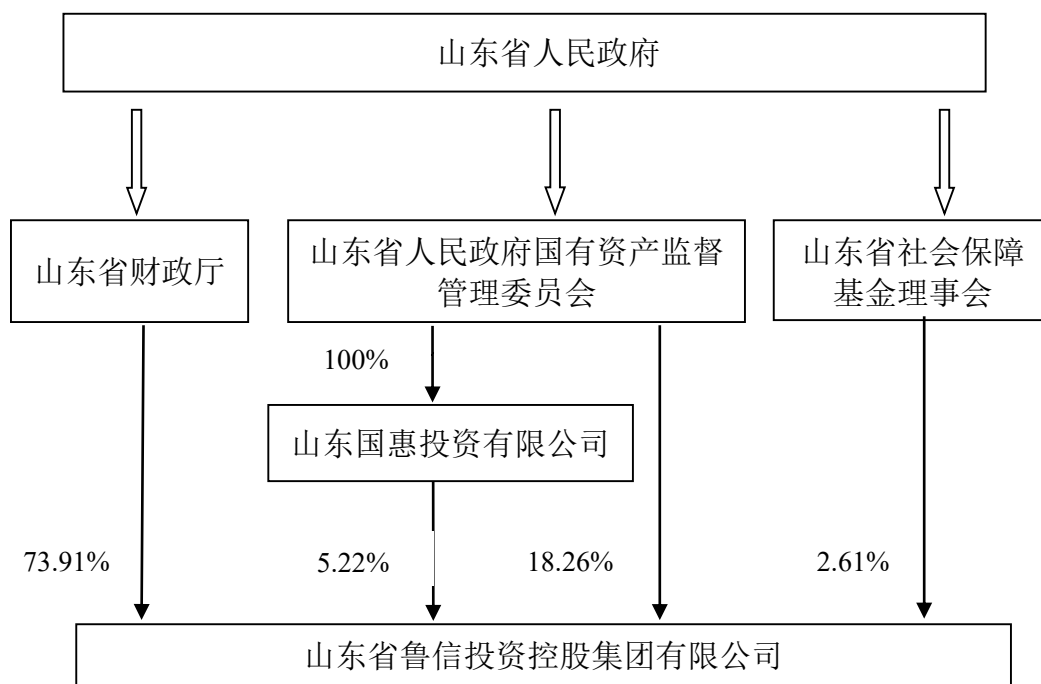 山东省人民政府
山东省财政厅
山东省人民政府国有资产监督
管理委员会
山东省社会保障
基金理事会
100%
山东国惠投资有限公司
73.91%
5.22%
18.26%
2.61%
山东省鲁信投资控股集团有限公司